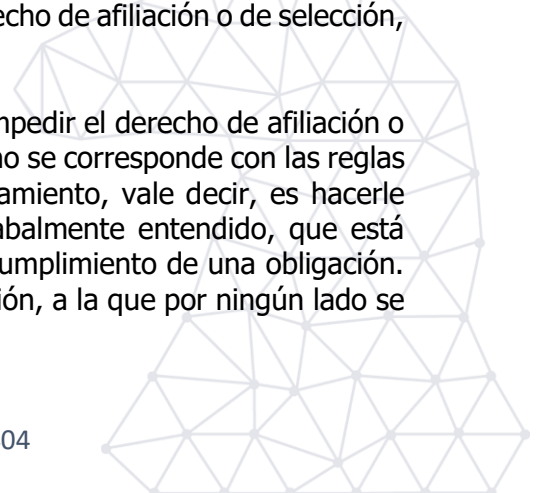 echo de afiliación o de selección,
mpedir el derecho de afiliación o
no se corresponde con las reglas
amiento, vale decir, es hacerle
abalmente entendido, que está
cumplimiento de una obligación.
ión, a la que por ningún lado se
04